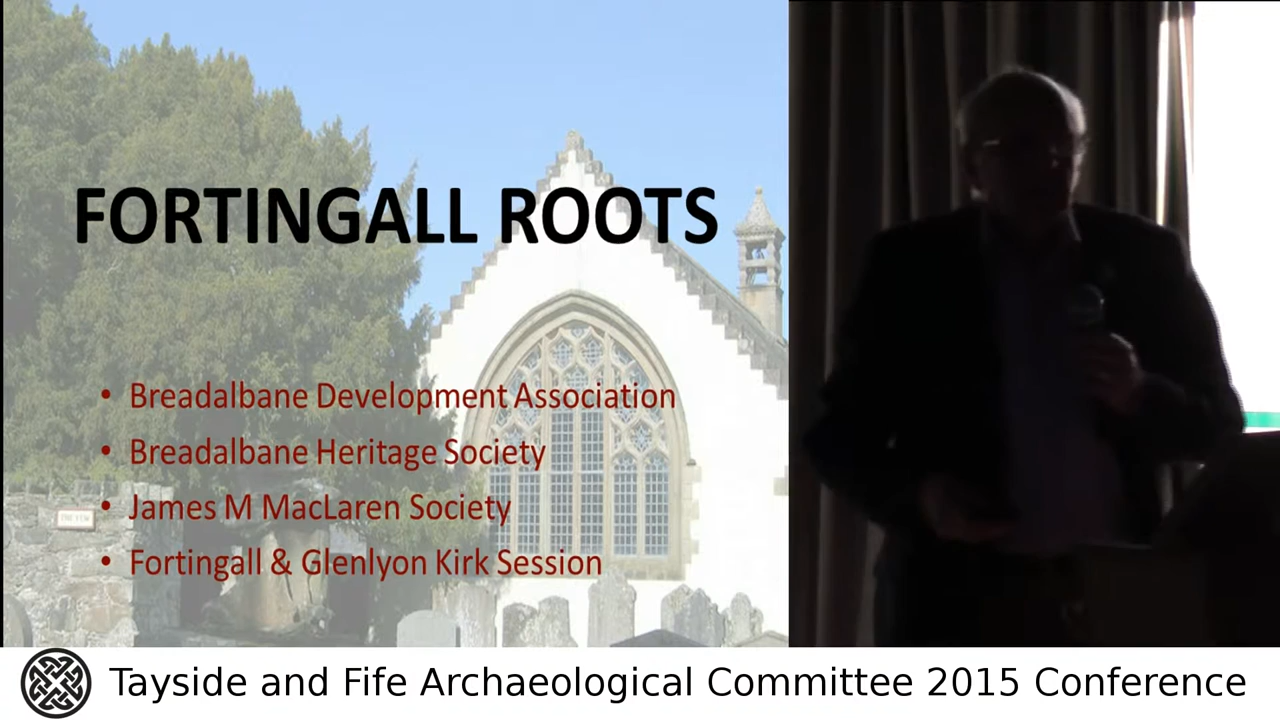 FORTINGALL ROOTS
• Breadalbane Development Association
• Breadalbane Heritage Society
• James M MacLaren Society
• Fortingall & Glenlyon Kirk Session
Tayside and Fife Archaeological Committee 2015 Conference